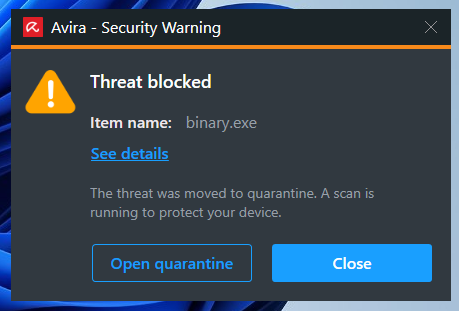 Avira - Security Warning
Threat blocked
Item name: binary.exe
See details
The threat was moved to quarantine. A scan is
running to protect your device.
Open quarantine
Close